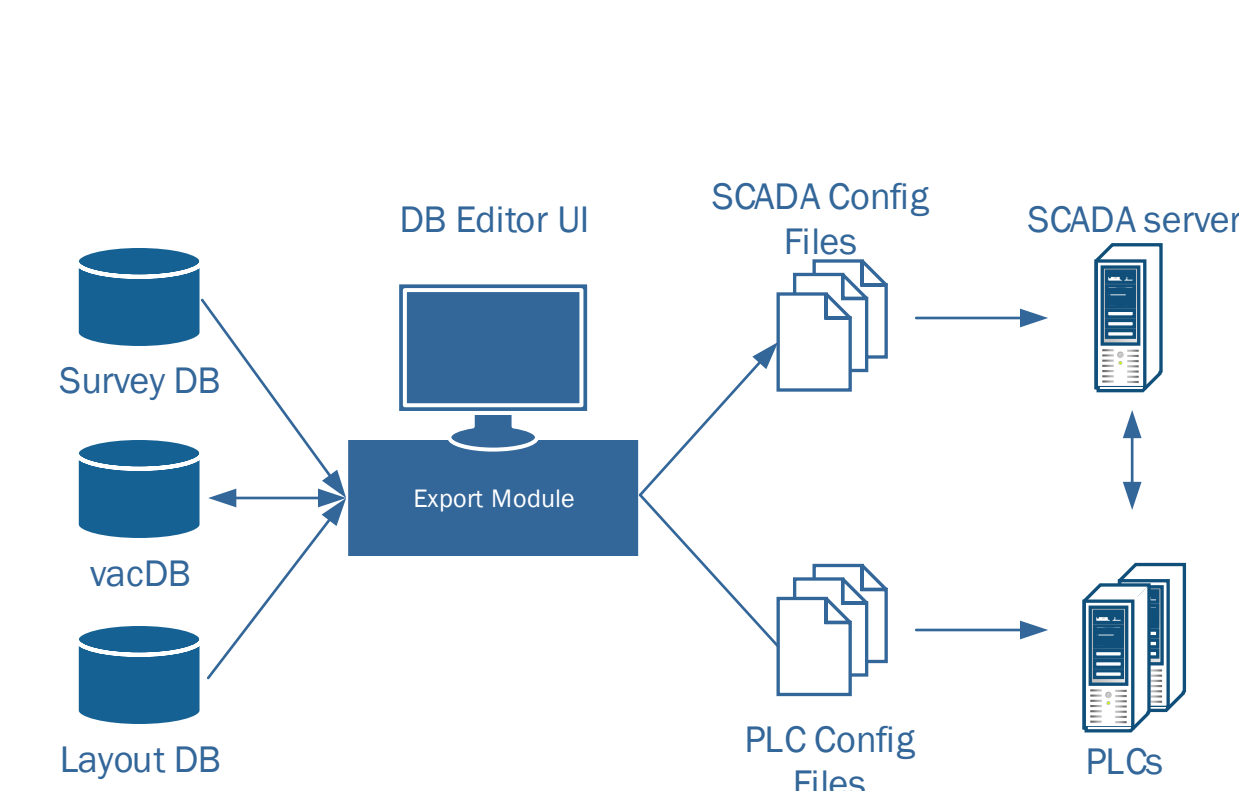 DB Editor UI
SCADA Config
Files
SCADA server
Survey DB
Export Module
vacDB
Layout DB
PLC Config
Files
PLCs